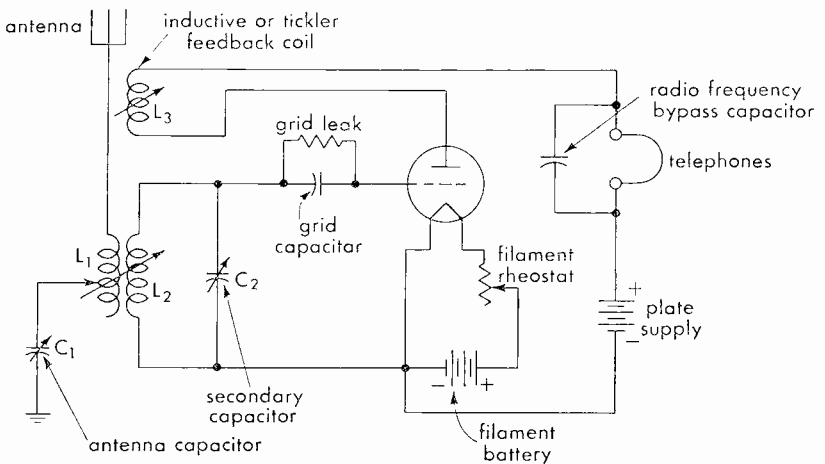 antenna
inductive or tickler
feedback coil
L3
radio frequency
bypass capacitor
grid leak
telephones
grid
capacitor
L1
L2
C2
filament
rheostat
+
plate
supply
-
C1
secondary
capacitor
- +
antenna capacitor
filament
battery